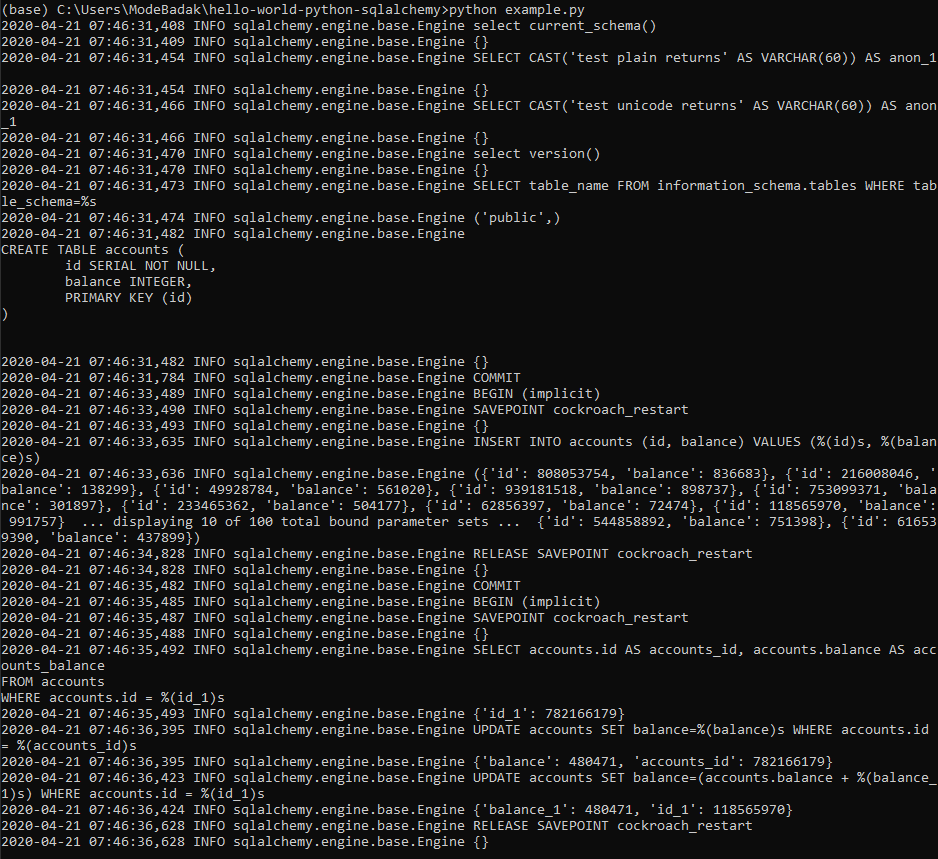 (base) C:\Users\ModeBadak\hello-world-python-sqlalchemy>python example.py
2020-04-21 07:46:31,408 INFO sqlalchemy.engine.base.Engine select current_schema()
2020-04-21 07:46:31,409 INFO sqlalchemy.engine.base.Engine {}
2020-04-21 07:46:31,454 INFO sqlalchemy.engine.base.Engine SELECT CAST('test plain returns' AS VARCHAR(60)) AS anon_1
2020-04-21 07:46:31,454 INFO sqlalchemy.engine.base.Engine {}
2020-04-21 07:46:31,466 INFO sqlalchemy.engine.base.Engine SELECT CAST('test unicode returns' AS VARCHAR(60)) AS anon
_1
2020-04-21 07:46:31,466 INFO sqlalchemy.engine.base.Engine {}
2020-04-21 07:46:31,470 INFO sqlalchemy.engine.base.Engine select version()
2020-04-21 07:46:31,470 INFO sqlalchemy.engine.base.Engine {}
2020-04-21 07:46:31,473 INFO sqlalchemy.engine.base.Engine SELECT table_name FROM information_schema.tables WHERE tab
le_schema=%s
2020-04-21 07:46:31,474 INFO sqlalchemy.engine.base.Engine ('public',)
2020-04-21 07:46:31,482 INFO sqlalchemy.engine.base.Engine
CREATE TABLE accounts (
        id SERIAL NOT NULL,
        balance INTEGER,
        PRIMARY KEY (id)
)
2020-04-21 07:46:31,482 INFO sqlalchemy.engine.base.Engine {}
2020-04-21 07:46:31,784 INFO sqlalchemy.engine.base.Engine COMMIT
2020-04-21 07:46:33,489 INFO sqlalchemy.engine.base.Engine BEGIN (implicit)
2020-04-21 07:46:33,490 INFO sqlalchemy.engine.base.Engine SAVEPOINT cockroach_restart
2020-04-21 07:46:33,493 INFO sqlalchemy.engine.base.Engine {}
2020-04-21 07:46:33,635 INFO sqlalchemy.engine.base.Engine INSERT INTO accounts (id, balance) VALUES (%(id)s, %(balan
ce)s)
2020-04-21 07:46:33,636 INFO sqlalchemy.engine.base.Engine ({'id': 808053754, 'balance': 836683}, {'id': 216008046, '
balance': 138299}, {'id': 49928784, 'balance': 561020}, {'id': 939181518, 'balance': 898737}, {'id': 753099371, 'bala
nce': 301897}, {'id': 233465362, 'balance': 504177}, {'id': 62856397, 'balance': 72474}, {'id': 118565970, 'balance':
 991757}  ... displaying 10 of 100 total bound parameter sets ...  {'id': 544858892, 'balance': 751398}, {'id': 61653
9390, 'balance': 437899})
2020-04-21 07:46:34,828 INFO sqlalchemy.engine.base.Engine RELEASE SAVEPOINT cockroach_restart
2020-04-21 07:46:34,828 INFO sqlalchemy.engine.base.Engine {}
2020-04-21 07:46:35,482 INFO sqlalchemy.engine.base.Engine COMMIT
2020-04-21 07:46:35,485 INFO sqlalchemy.engine.base.Engine BEGIN (implicit)
2020-04-21 07:46:35,487 INFO sqlalchemy.engine.base.Engine SAVEPOINT cockroach_restart
2020-04-21 07:46:35,488 INFO sqlalchemy.engine.base.Engine {}
2020-04-21 07:46:35,492 INFO sqlalchemy.engine.base.Engine SELECT accounts.id AS accounts_id, accounts.balance AS acc
ounts_balance
FROM accounts
WHERE accounts.id = %(id_1)s
2020-04-21 07:46:35,493 INFO sqlalchemy.engine.base.Engine {'id_1': 782166179}
2020-04-21 07:46:36,395 INFO sqlalchemy.engine.base.Engine UPDATE accounts SET balance=%(balance)s WHERE accounts.id
= %(accounts_id)s
2020-04-21 07:46:36,395 INFO sqlalchemy.engine.base.Engine {'balance': 480471, 'accounts_id': 782166179}
2020-04-21 07:46:36,423 INFO sqlalchemy.engine.base.Engine UPDATE accounts SET balance=(accounts.balance + %(balance_
1)s) WHERE accounts.id = %(id_1)s
2020-04-21 07:46:36,424 INFO sqlalchemy.engine.base.Engine {'balance_1': 480471, 'id_1': 118565970}
2020-04-21 07:46:36,628 INFO sqlalchemy.engine.base.Engine RELEASE SAVEPOINT cockroach_restart
2020-04-21 07:46:36,628 INFO sqlalchemy.engine.base.Engine {}